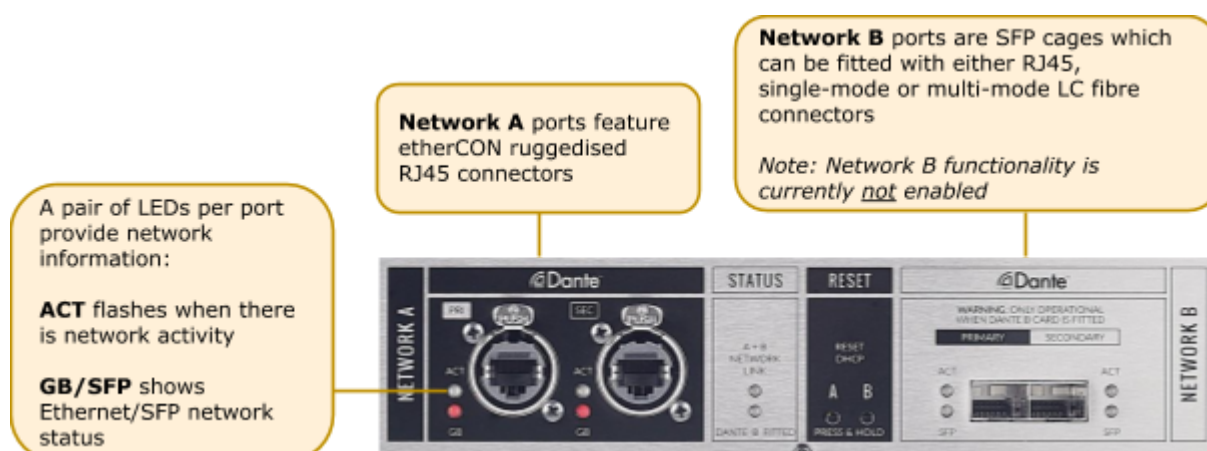 Network B ports are SFP cages which
can be fitted with either RJ45,
single-mode or multi-mode LC fibre
connectors
Note: Network B functionality is
currently not enabled
Network A ports feature
etherCON ruggedised
RJ45 connectors
A pair of LEDs per port
provide network
information:
ACT flashes when there
is network activity
GB/SFP shows
Ethernet/SFP network
status
NETWORK A
Dante
PRI
SEC
ACT
ACT
GB
GB
STATUS
A + B
NETWORK
LINK
DANTE B FITTED
RESET
RESET
DHCP
A B
PRESS & HOLD
Dante
WARNING: ONLY OPERATIONAL
WHEN DANTE B CARD IS FITTED
PRIMARY SECONDARY
ACT
ACT
SFP
SFP
NETWORK B